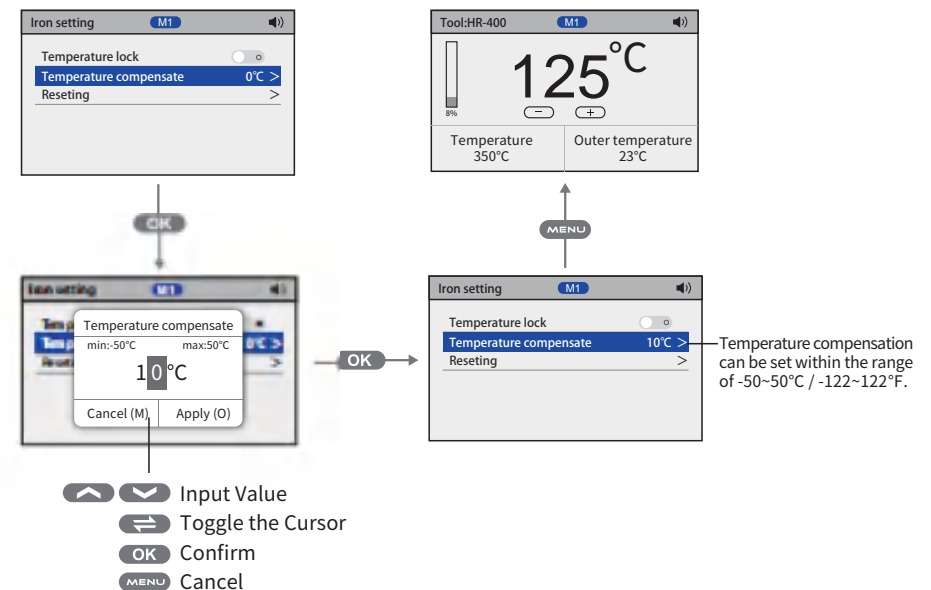 Iron setting
M1
Temperature lock
Temperature compensate 0℃ >
Reseting >
OK
Iron setting
M1
Temperature compensate
min:-50°C max:50°C
10°C
Cancel (M) Apply (O)
Input Value
Toggle the Cursor
OK Confirm
MENU Cancel
OK
Tool:HR-400 M1
125°C
8%
− +
Temperature Outer temperature
350°C 23°C
MENU
Iron setting M1
Temperature lock
Temperature compensate 10℃ >
Reseting >
Temperature compensation
can be set within the range
of -50~50°C / -122~122°F.